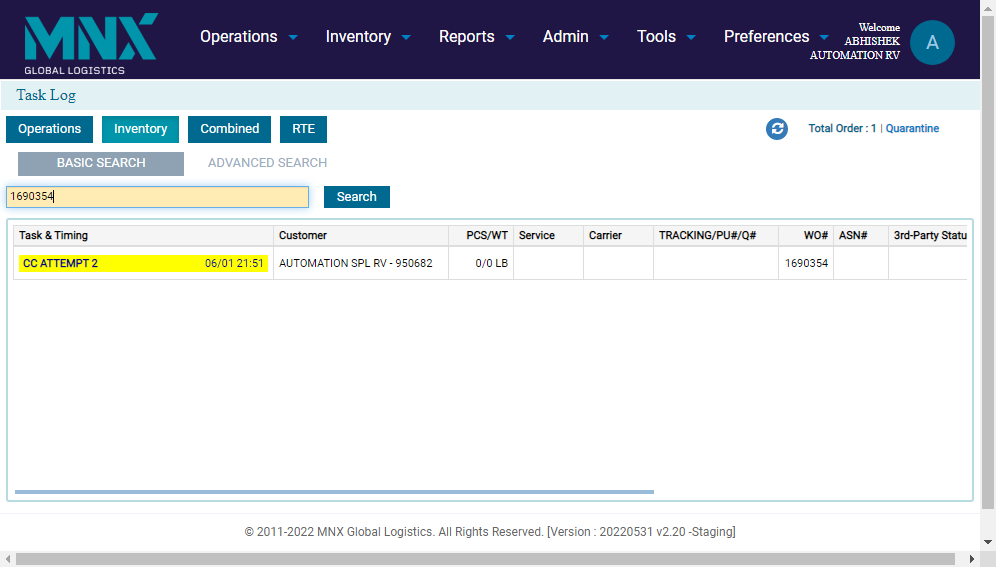 MNX
GLOBAL LOGISTICS
Operations Inventory Reports Admin Tools Preferences
Welcome
ABHISHEK
AUTOMATION RV
A
Task Log
Operations Inventory Combined RTE
Total Order : 1 | Quarantine
BASIC SEARCH ADVANCED SEARCH
1690354 Search
Task & Timing Customer PCS/WT Service Carrier TRACKING/PU#/Q# WO# ASN# 3rd-Party Statu
CC ATTEMPT 2 06/01 21:51 AUTOMATION SPL RV - 950682 0/0 LB 1690354
© 2011-2022 MNX Global Logistics. All Rights Reserved. [Version : 20220531 v2.20 -Staging]